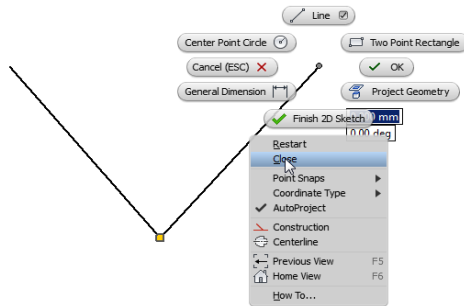 Line
Center Point Circle
Two Point Rectangle
Cancel (ESC)
OK
General Dimension
Project Geometry
Finish 2D Sketch
mm
0.00 deg
Restart
Close
Point Snaps
Coordinate Type
AutoProject
Construction
Centerline
Previous View F5
Home View F6
How To...